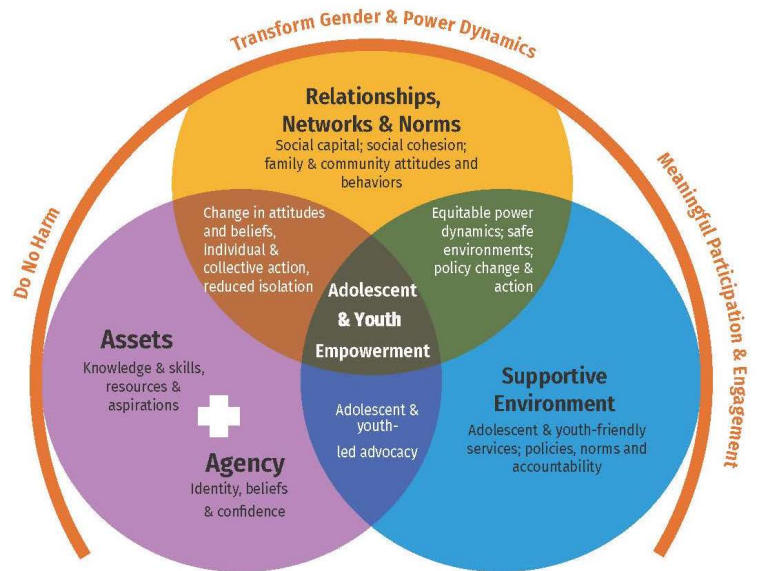 Transform Gender & Power Dynamics
Do No Harm
Meaningful Participation & Engagement
Relationships,
Networks & Norms
Social capital; social cohesion;
family & community attitudes and
behaviors
Change in attitudes
and beliefs,
individual &
collective action,
reduced isolation
Equitable power
dynamics; safe
environments;
policy change &
action
Adolescent
& Youth
Empowerment
Assets
Knowledge & skills,
resources &
aspirations
Agency
Identity, beliefs
& confidence
Adolescent &
youth-
led advocacy
Supportive
Environment
Adolescent & youth-friendly
services; policies, norms and
accountability